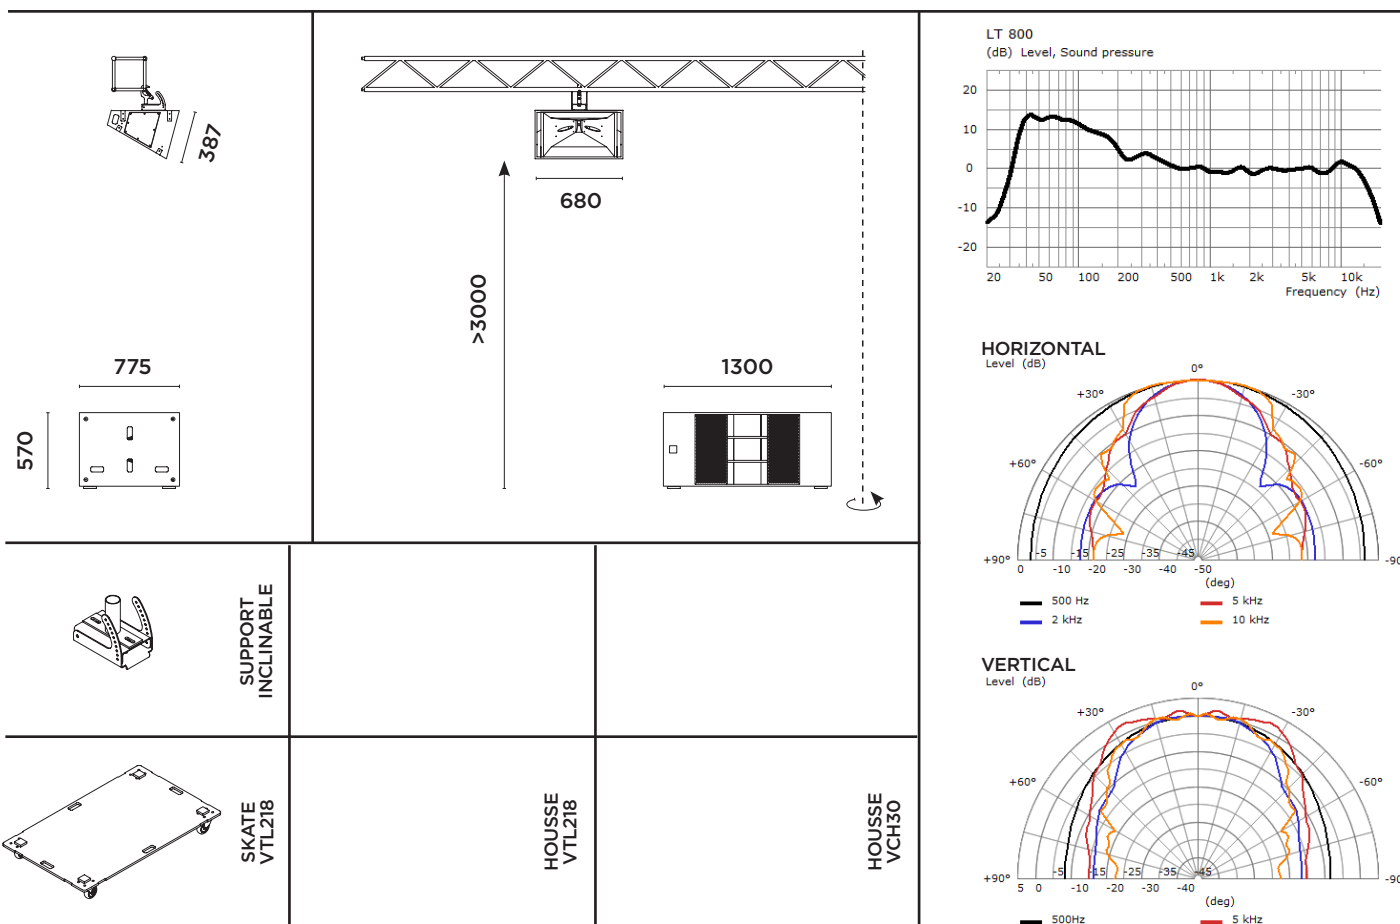 387
680
>3000
775
570
1300
SUPPORT
INCLINABLE
SKATE
VTL218
HOUSSE
VTL218
HOUSSE
VCH30
LT 800
(dB) Level, Sound pressure
20
10
0
-10
-20
20 50 100 200 500 1k 2k 5k 10k
Frequency (Hz)
HORIZONTAL
Level (dB)
0°
+30° -30°
+60° -60°
+90° -5 -15 -25 -35 -45 -90
0 -10 -20 -30 -40 -50
(deg)
500 Hz 5 kHz
2 kHz 10 kHz
VERTICAL
Level (dB)
0°
+30° -30°
+60° -60°
+90° -5 -15 -25 -35 -45 -90
5 0 -10 -20 -30 -40
(deg)
500Hz 5 kHz